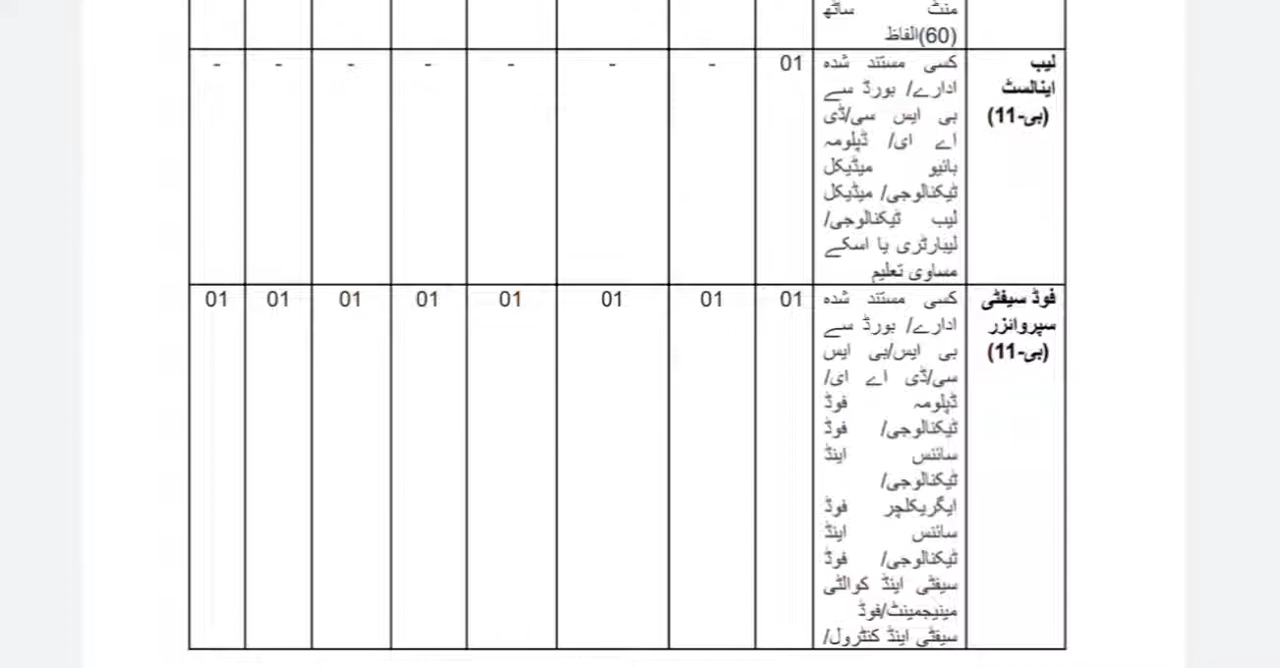 منٹ ساٹھ
(60)الفاظ
لیب
اینالسٹ
(بی-11)
کسی مستند شدہ
ادارے/ بورڈ سے
بی ایس سی/ڈی
اے ای/ ڈپلومہ
بائیو میڈیکل
ٹیکنالوجی/ میڈیکل
لیب ٹیکنالوجی/
لیبارٹری یا اسکے
مساوی تعلیم
01 - - - - - - -
فوڈ سیفٹی
سپروائزر
(بی-11)
کسی مستند شدہ
ادارے/ بورڈ سے
بی ایس/بی ایس
سی/ڈی اے ای/
ڈپلومہ فوڈ
ٹیکنالوجی/ فوڈ
سائنس اینڈ
ٹیکنالوجی/
ایگریکلچر فوڈ
سائنس اینڈ
ٹیکنالوجی/ فوڈ
سیفٹی اینڈ کوالٹی
مینیجمینٹ/فوڈ
سیفٹی اینڈ کنٹرول/
01 01 01 01 01 01 01 01